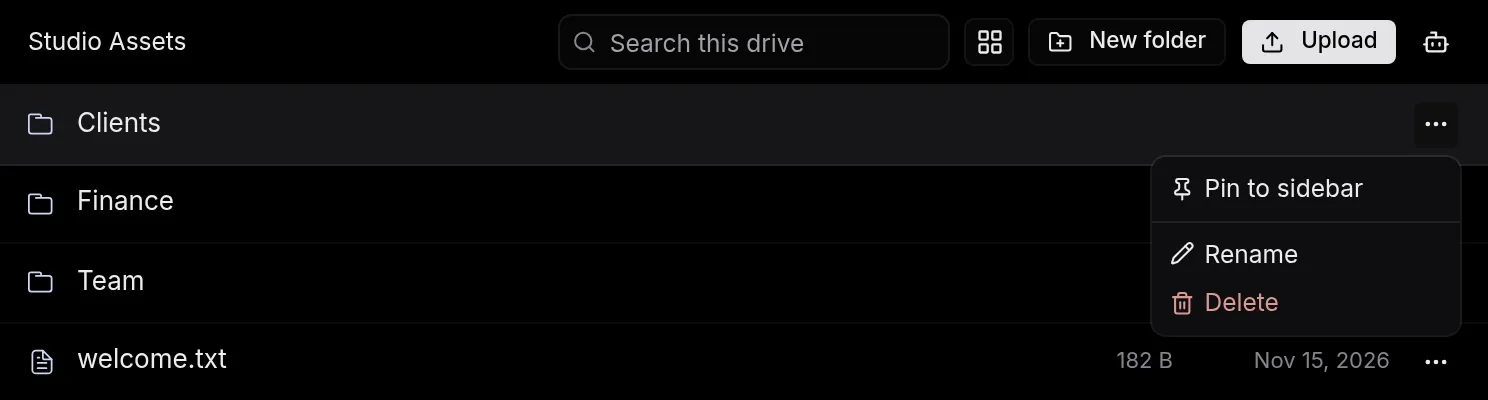 Studio Assets
Search this drive
New folder
Upload
Clients
Pin to sidebar
Finance
Rename
Team
Delete
welcome.txt
182 B
Nov 15, 2026